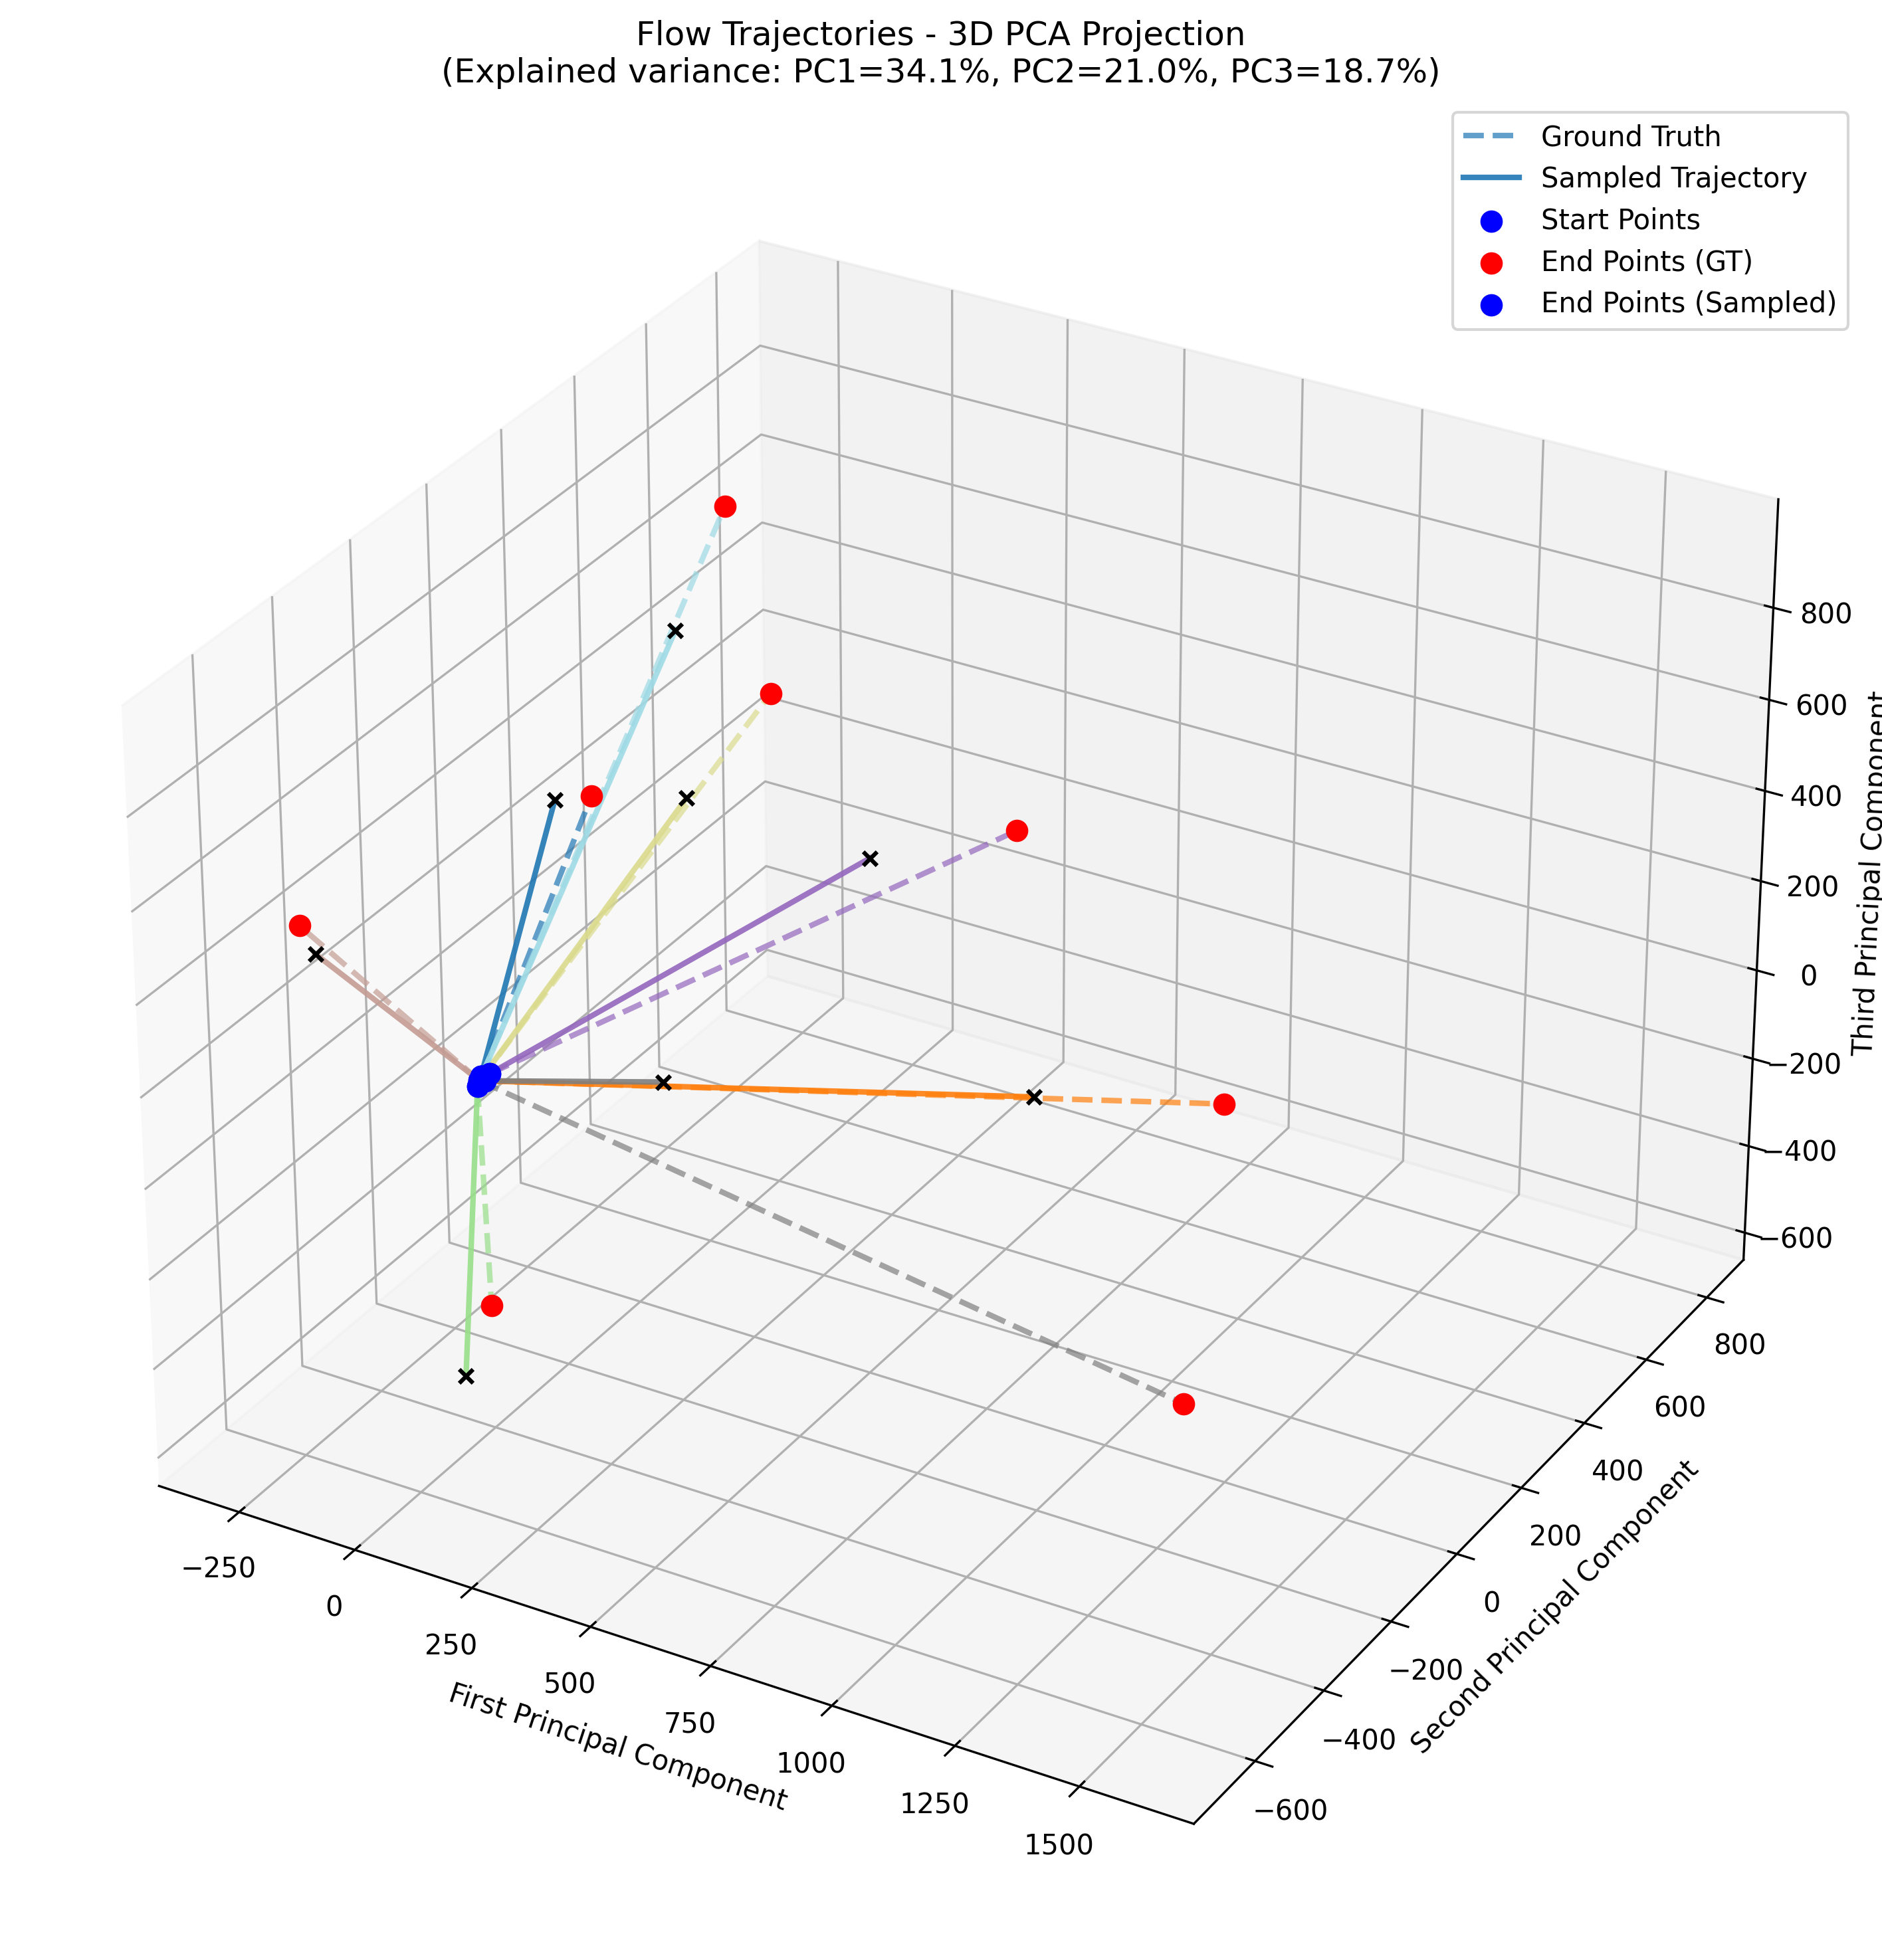 Flow Trajectories - 3D PCA Projection
(Explained variance: PC1=34.1%, PC2=21.0%, PC3=18.7%)
Ground Truth
Sampled Trajectory
Start Points
End Points (GT)
End Points (Sampled)
800
600
400
200
0
−200
−400
−600
Third Principal Component
800
600
400
200
0
−200
−400
−600
Second Principal Component
−250
0
250
500
750
1000
1250
1500
First Principal Component